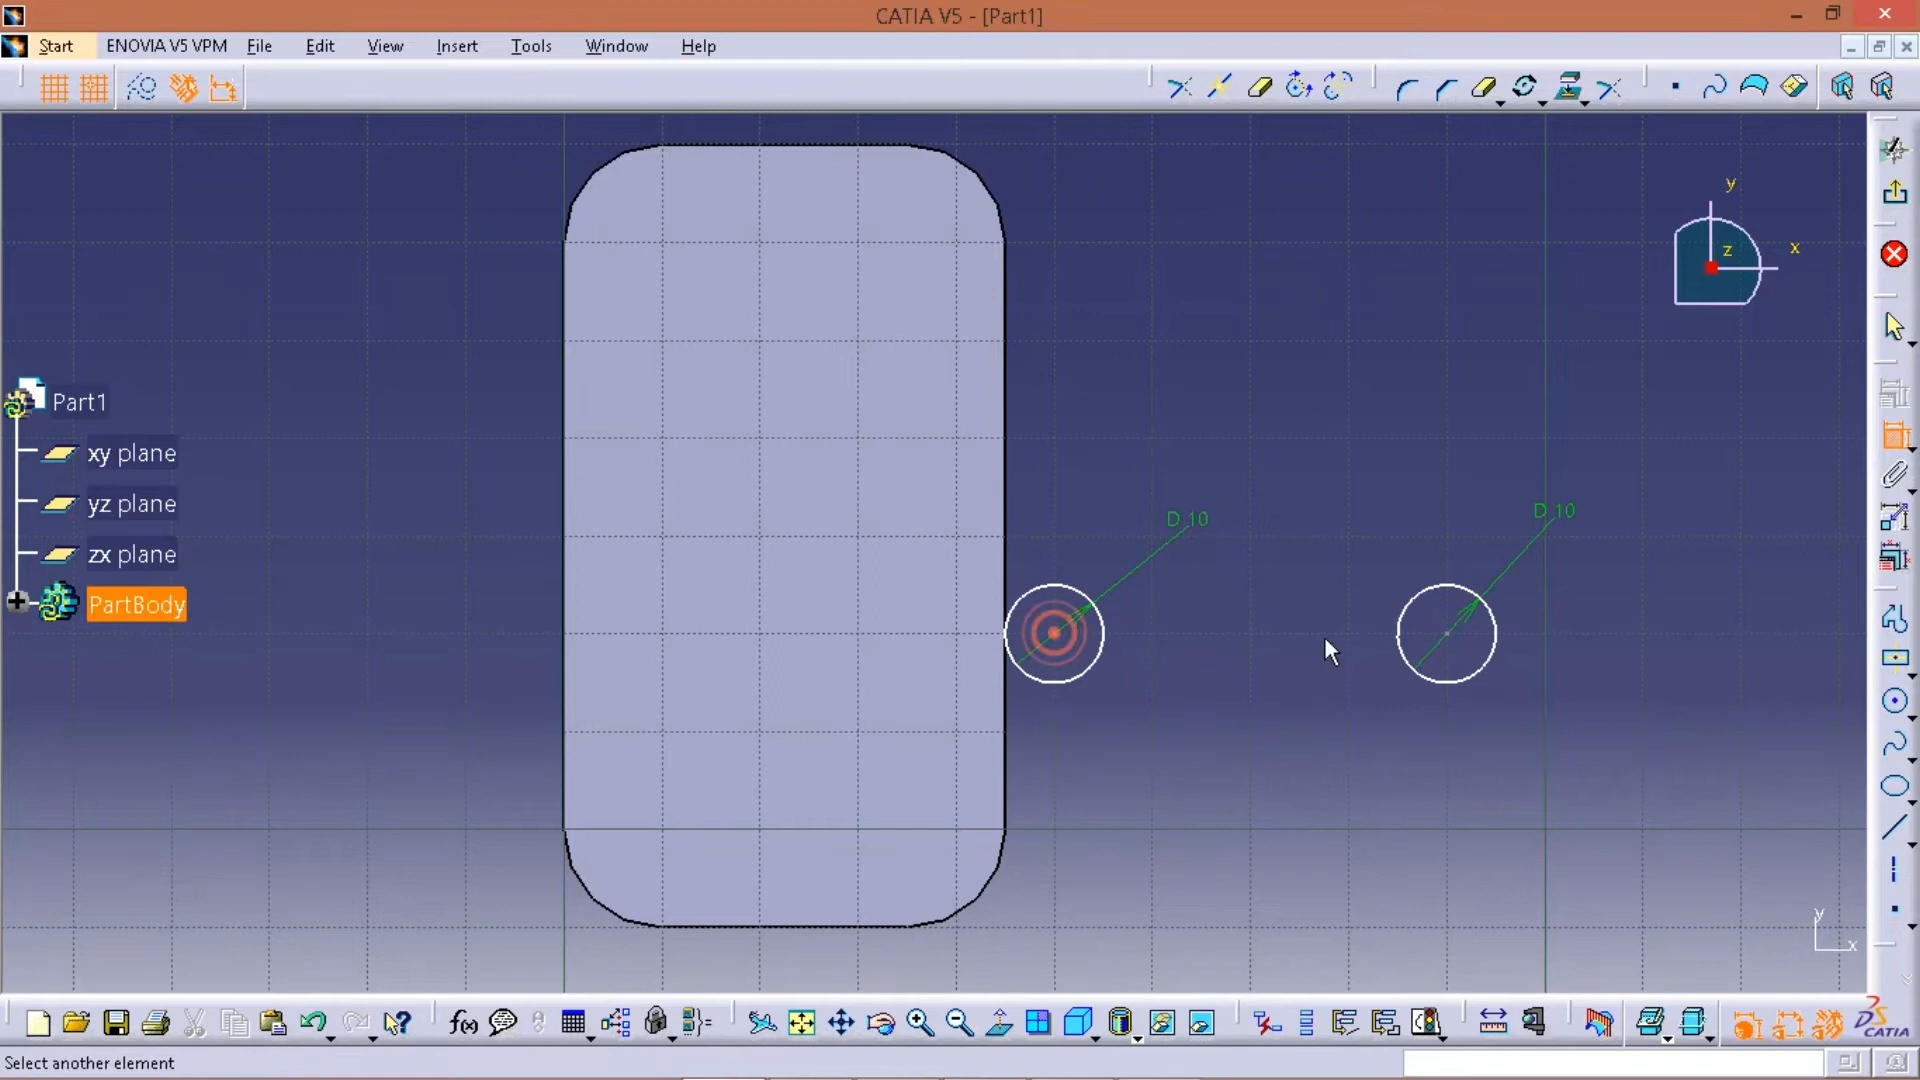 CATIA V5 - [Part1]
Start ENOVIA V5 VPM File Edit View Insert Tools Window Help
y
z x
Part1
xy plane
yz plane
zx plane
PartBody
D 10
D 10
y
x
f(x)
CATIA
Select another element